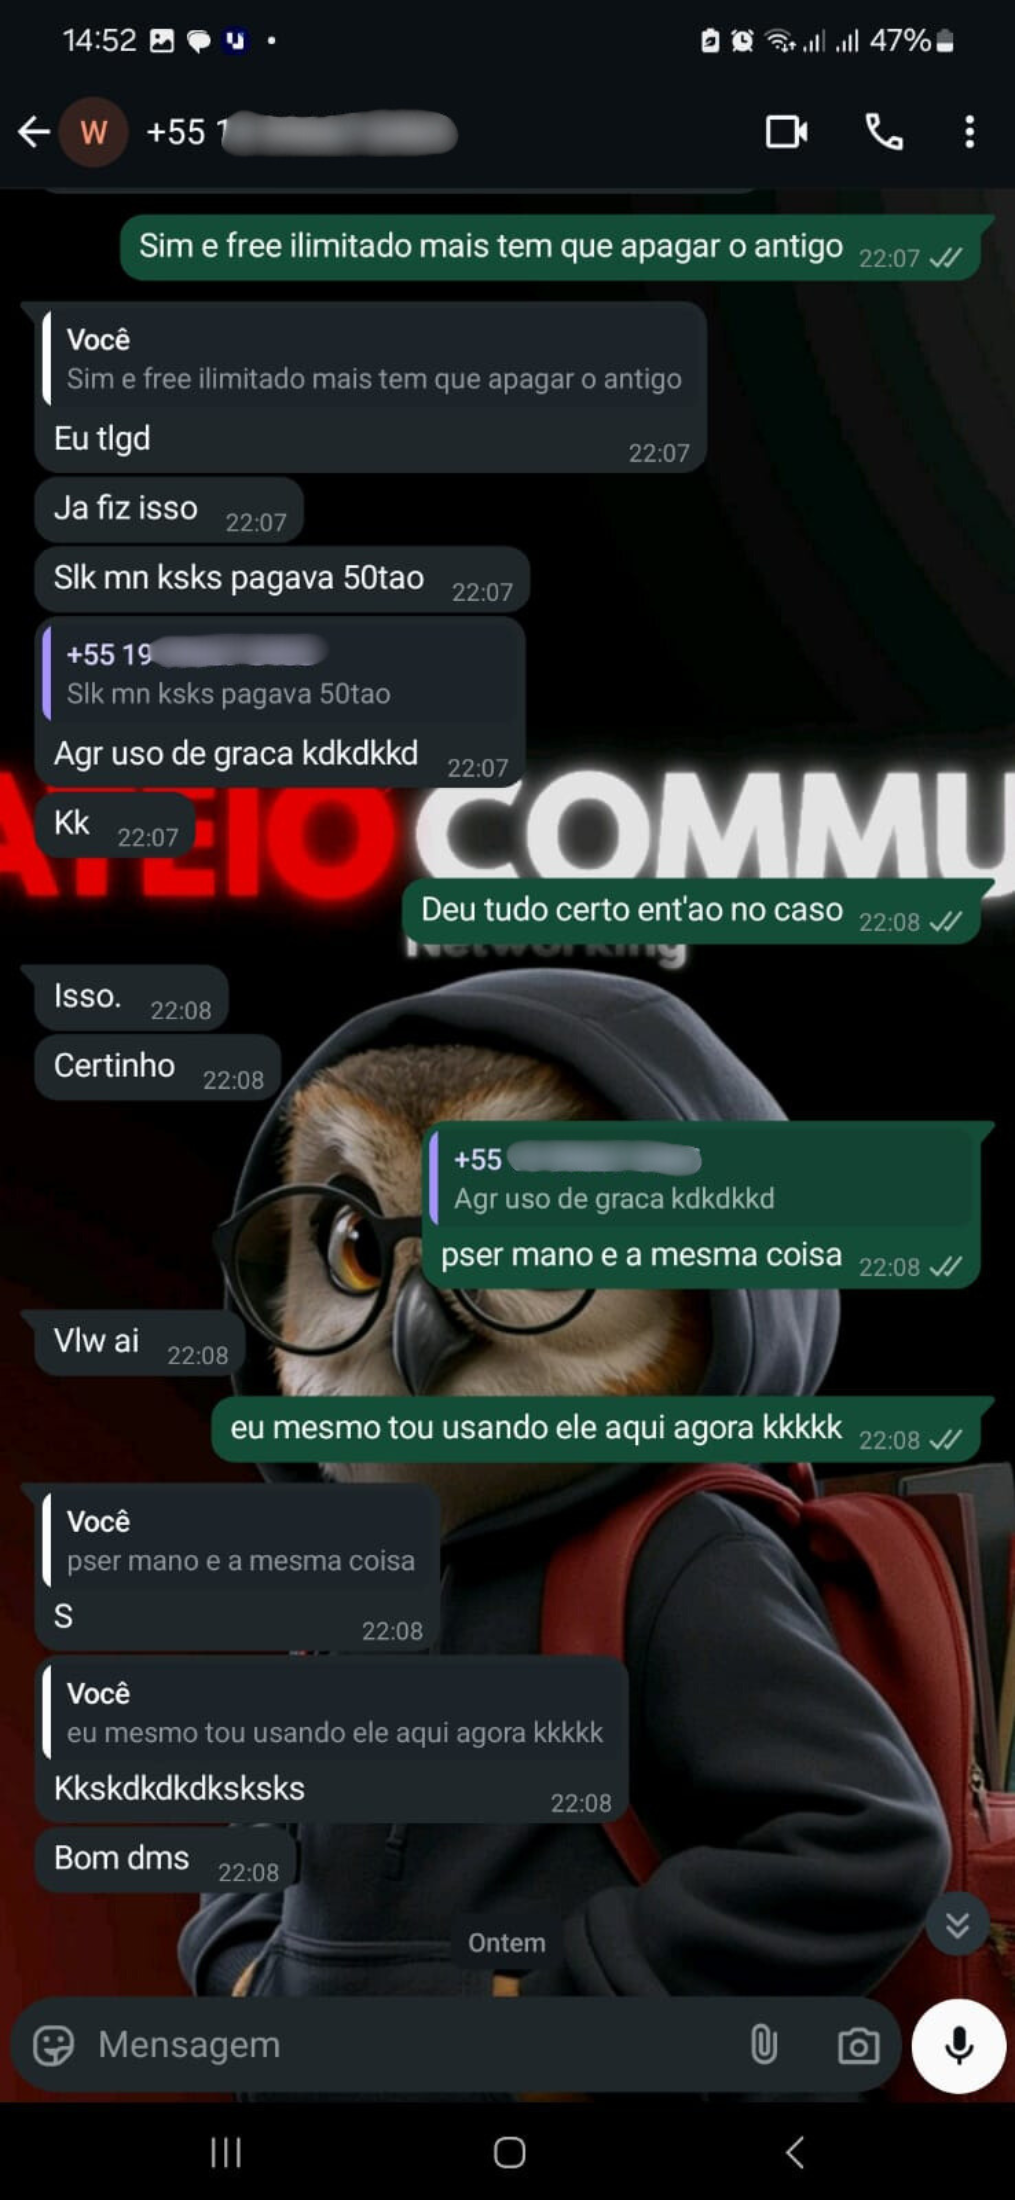 14:52
47%
W
+55 1
Sim e free ilimitado mais tem que apagar o antigo 22:07
Você
Sim e free ilimitado mais tem que apagar o antigo
Eu tlgd
22:07
Ja fiz isso 22:07
Slk mn ksks pagava 50tao 22:07
+55 19
Slk mn ksks pagava 50tao
Agr uso de graca kdkdkkd 22:07
Kk 22:07
ATEIO COMMU
Deu tudo certo ent'ao no caso 22:08
Networking
Isso. 22:08
Certinho 22:08
+55
Agr uso de graca kdkdkkd
pser mano e a mesma coisa 22:08
Vlw ai 22:08
eu mesmo tou usando ele aqui agora kkkkk 22:08
Você
pser mano e a mesma coisa
S
22:08
Você
eu mesmo tou usando ele aqui agora kkkkk
Kkskdkdkdksksks
22:08
Bom dms 22:08
Ontem
Mensagem